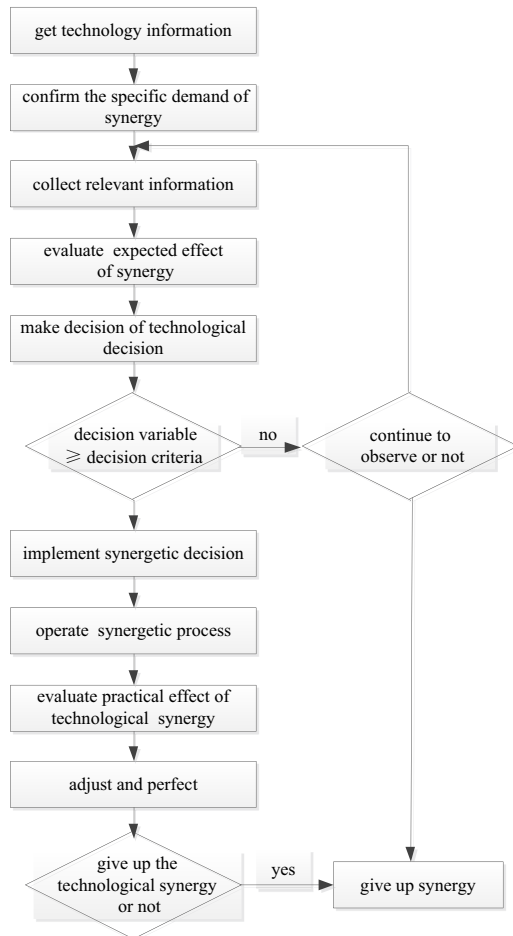 get technology information
confirm the specific demand of
synergy
collect relevant information
evaluate expected effect
of synergy
make decision of technological
decision
decision variable
⩾ decision criteria
no
continue to
observe or not
implement synergetic decision
operate synergetic process
evaluate practical effect of
technological synergy
adjust and perfect
give up the
technological synergy
or not
yes
give up synergy